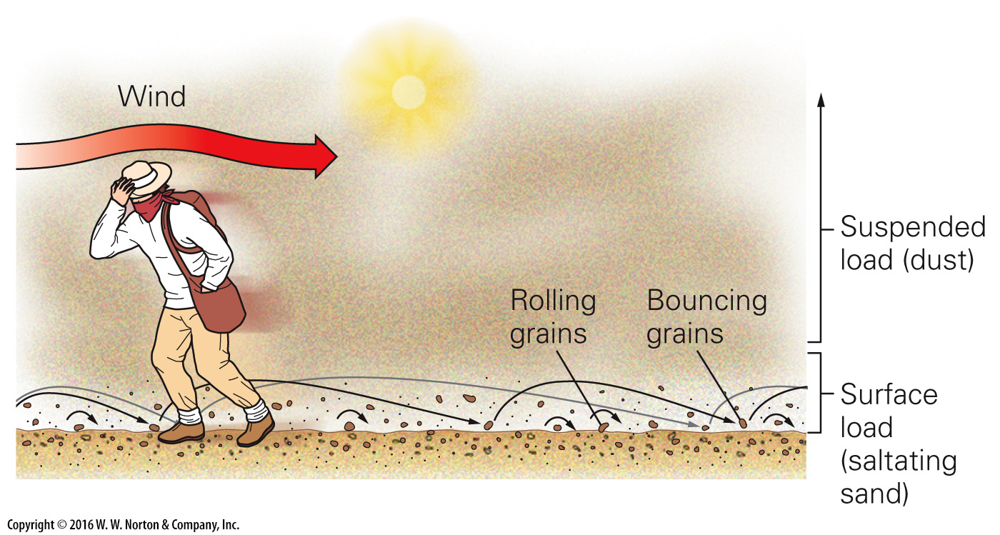 Wind
Suspended
load (dust)
Rolling
grains
Bouncing
grains
Surface
load
(saltating
sand)
Copyright © 2016 W. W. Norton & Company, Inc.